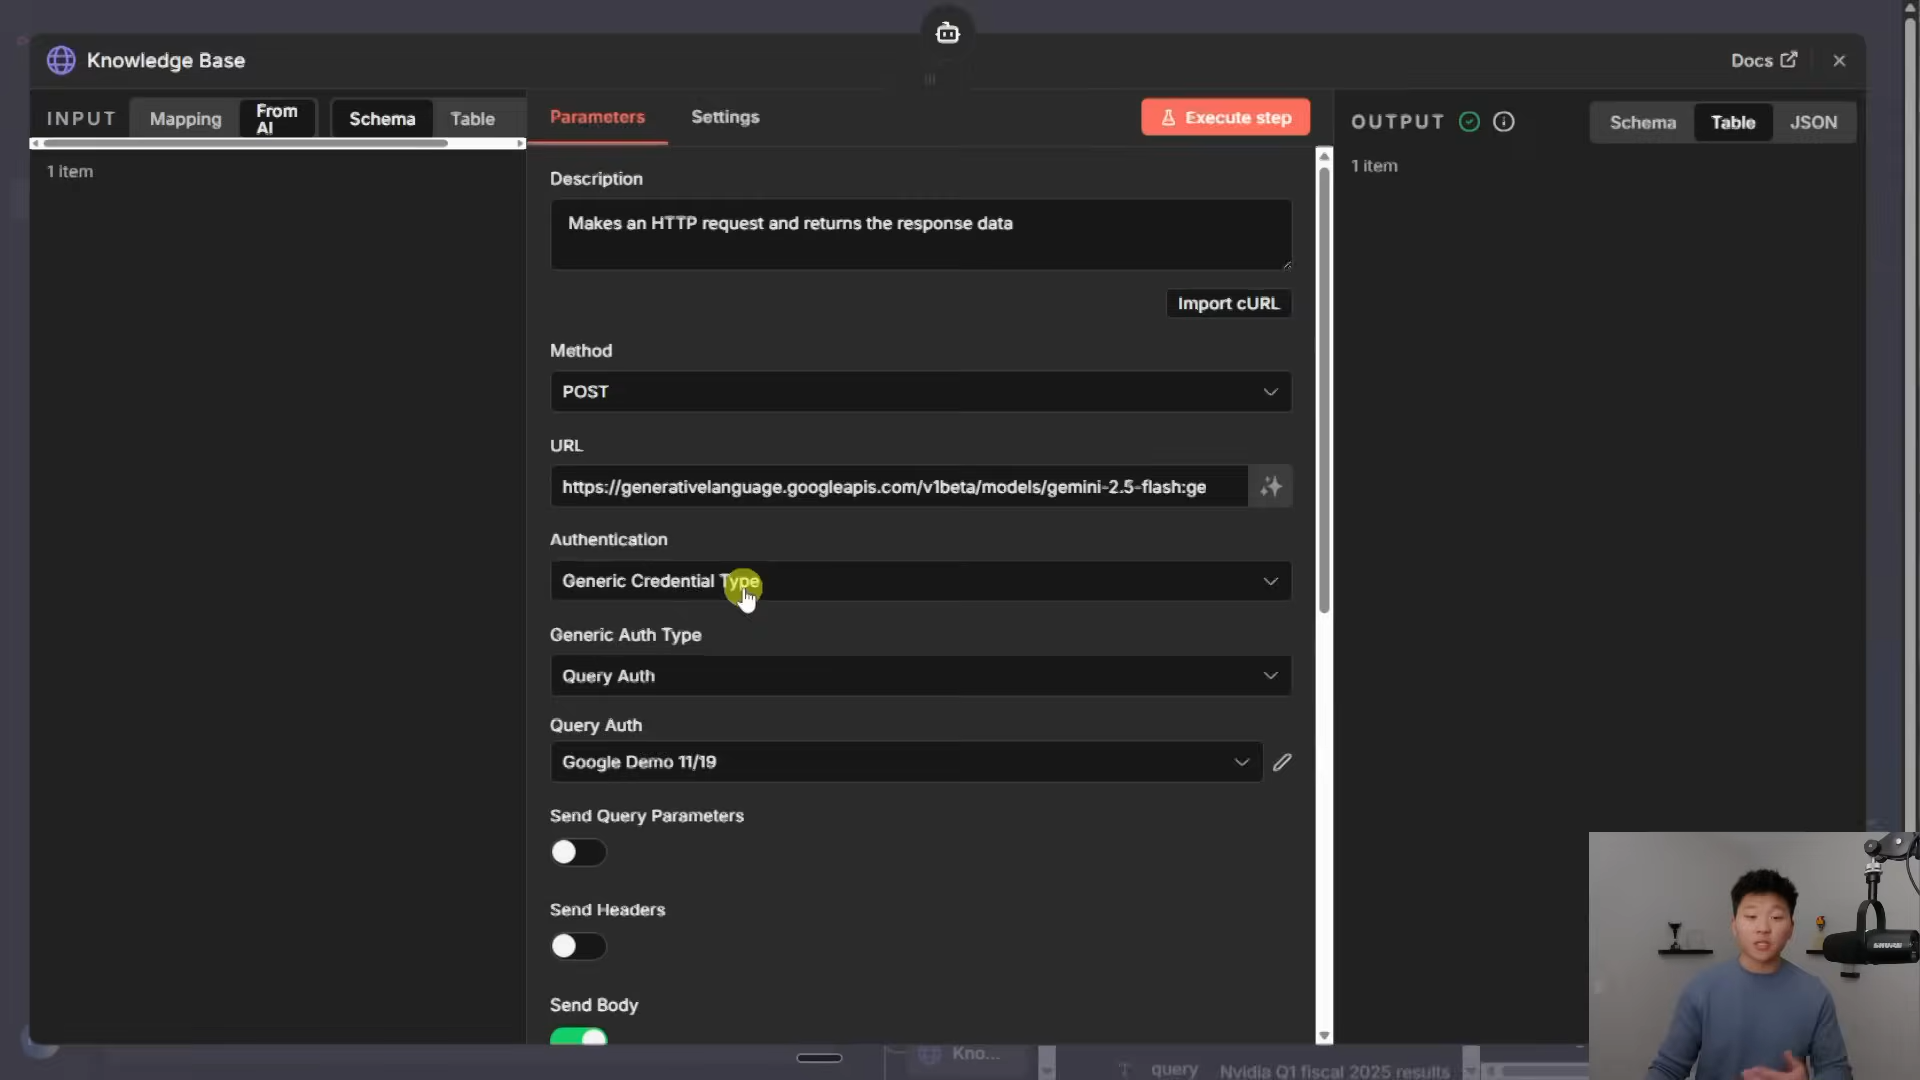 Knowledge Base
Docs
INPUT
Mapping
From
AI
Schema
Table
1 item
Parameters
Settings
Execute step
Description
Makes an HTTP request and returns the response data
Import cURL
Method
POST
URL
https://generativelanguage.googleapis.com/v1beta/models/gemini-2.5-flash:ge
Authentication
Generic Credential Type
Generic Auth Type
Query Auth
Query Auth
Google Demo 11/19
Send Query Parameters
Send Headers
Send Body
OUTPUT
Schema
Table
JSON
1 item
Kno...
query
Nvidia Q1 fiscal 2025 results
SHURE